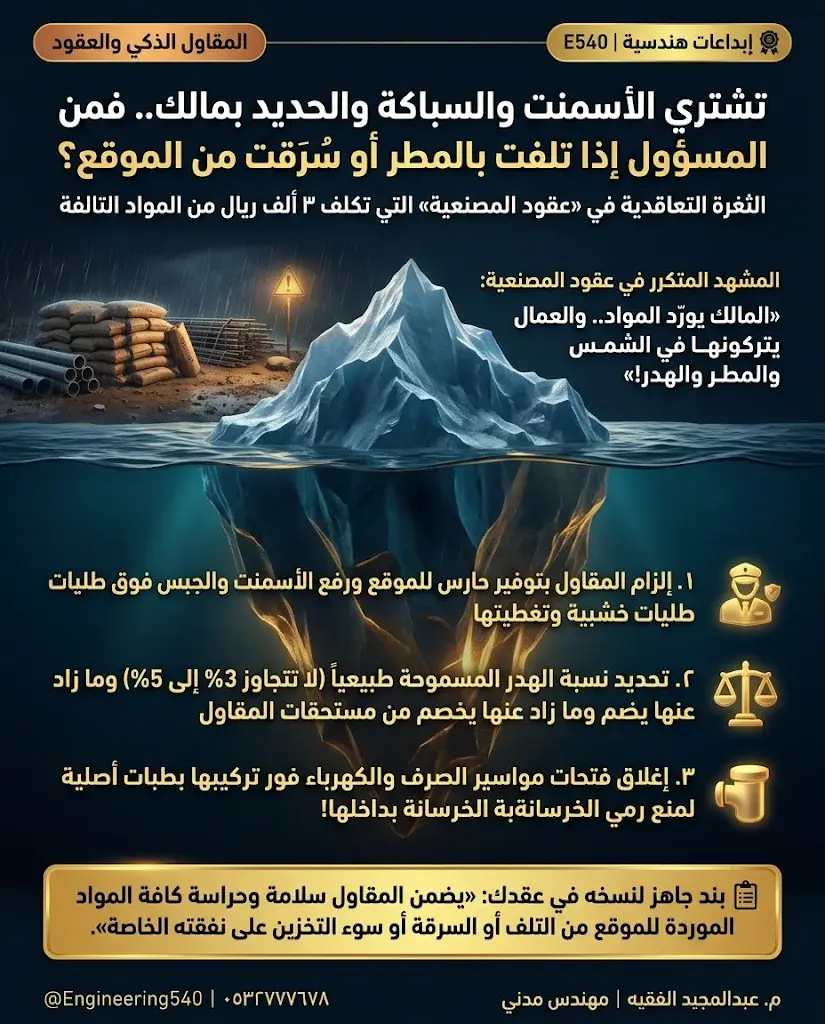 إبداعات هندسية | E540
المقاول الذكي والعقود
تشتري الأسمنت والسباكة والحديد بمالك.. فمن
المسؤول إذا تلفت بالمطر أو سُرَقت من الموقع؟
الثغرة التعاقدية في «عقود المصنعية» التي تكلف ٣ ألف ريال من المواد التالفة
المشهد المتكرر في عقود المصنعية:
«المالك يورّد المواد.. والعمال
يتركونهـا في الشمـس
والمطـر والهدر!»
١. إلزام المقاول بتوفير حارس للموقع ورفع الأسمنت والجبس فوق طليات
طليات خشبية وتغطيتها
٢. تحديد نسبة الهدر المسموحة طبيعياً (لا تتجاوز 3% إلى 5%) وما زاد
عنها يضم وما زاد عنها يخصم من مستحقات المقاول
٣. إغلاق فتحات مواسير الصرف والكهرباء فور تركيبها بطبات أصلية
لمنع رمي الخرسانةبة الخرسانة بداخلها!
بند جاهز لنسخه في عقدك: «يضمن المقاول سلامة وحراسة كافة المواد
الموردة للموقع من التلف أو السرقة أو سوء التخزين على نفقته الخاصة».
م. عبدالمجيد الفقيه | مهندس مدني
٠٥٣٢٧٧٧٦٧٨ | @Engineering540